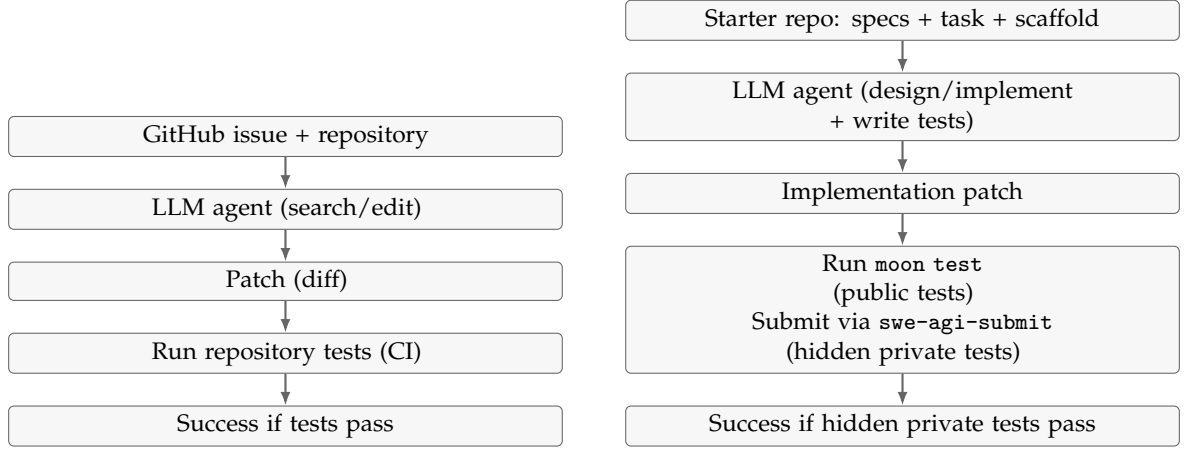 GitHub issue + repository
LLM agent (search/edit)
Patch (diff)
Run repository tests (CI)
Success if tests pass
Starter repo: specs + task + scaffold
LLM agent (design/implement
+ write tests)
Implementation patch
Run moon test
(public tests)
Submit via swe-agi-submit
(hidden private tests)
Success if hidden private tests pass